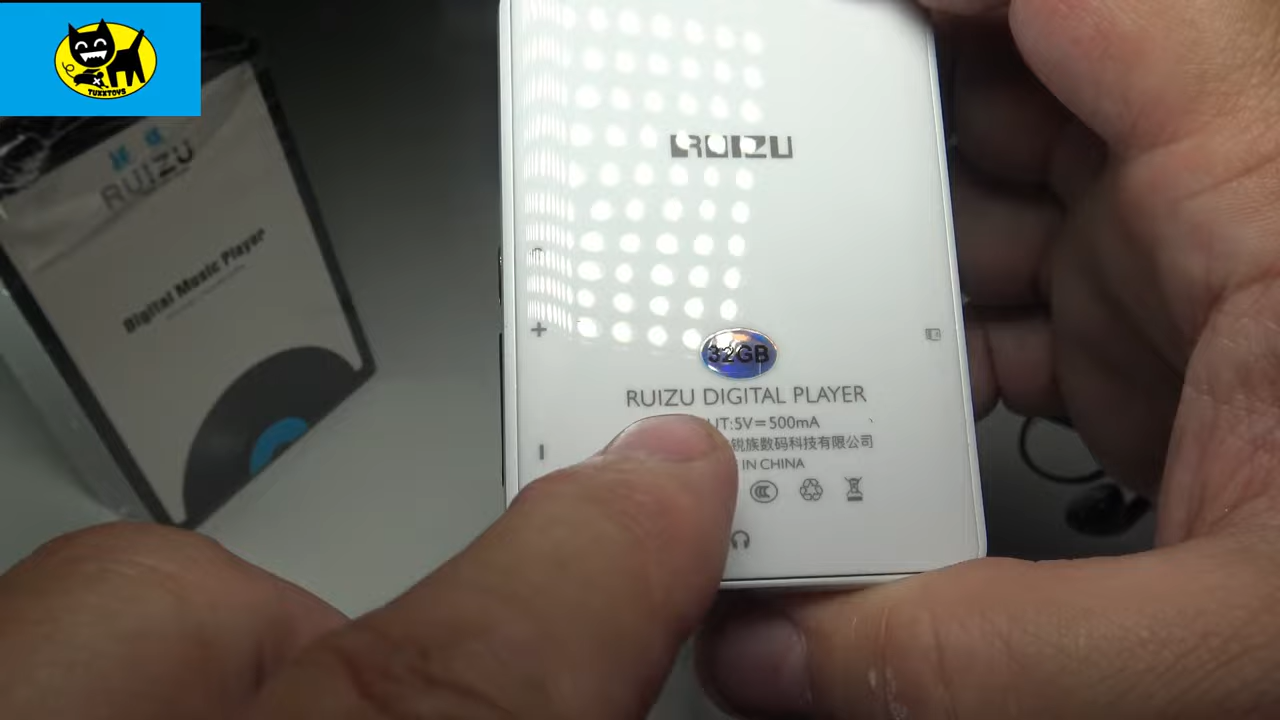 TUXXTOYS
RUIZU
Digital Music Player
RUIZU
+
32GB
RUIZU DIGITAL PLAYER
UT:5V=500mA
锐族数码科技有限公司
IN CHINA